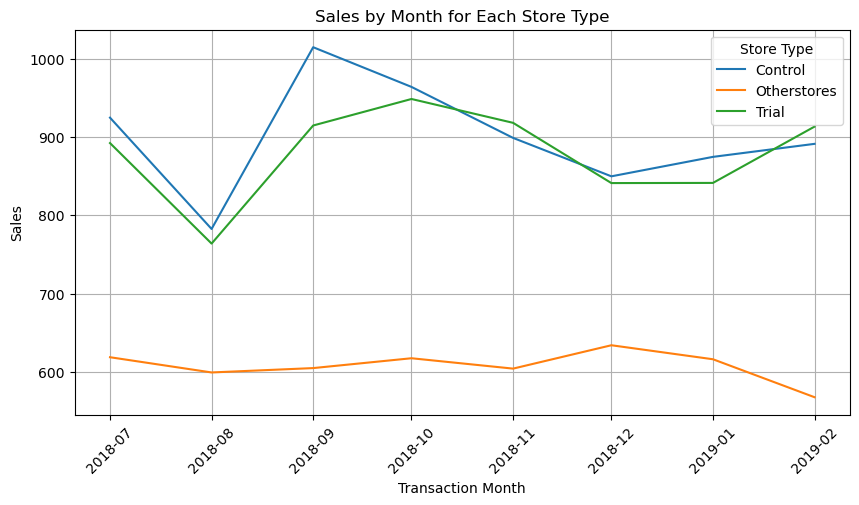 Sales by Month for Each Store Type
Store Type
Control
Otherstores
Trial
Sales
1000
900
800
700
600
2018-07
2018-08
2018-09
2018-10
2018-11
2018-12
2019-01
2019-02
Transaction Month